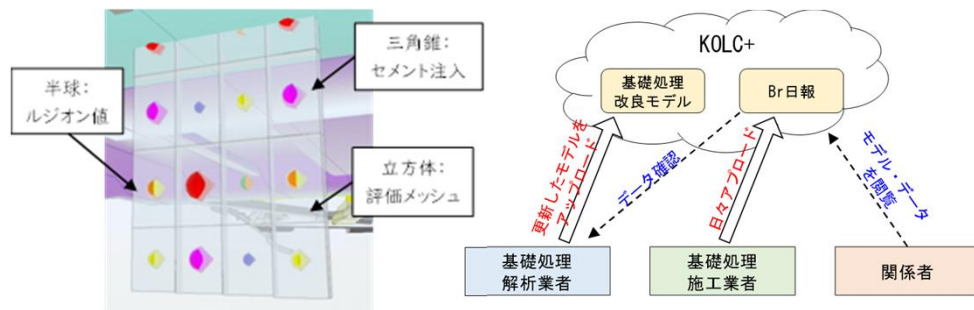 三角錐:
セメント注入
半球:
ルジオン値
立方体:
評価メッシュ
KOLC+
基礎処理
改良モデル
Br日報
更新したモデルを
アップロード
データ確認
日々アプロード
モデル・データ
を閲覧
基礎処理
解析業者
基礎処理
施工業者
関係者